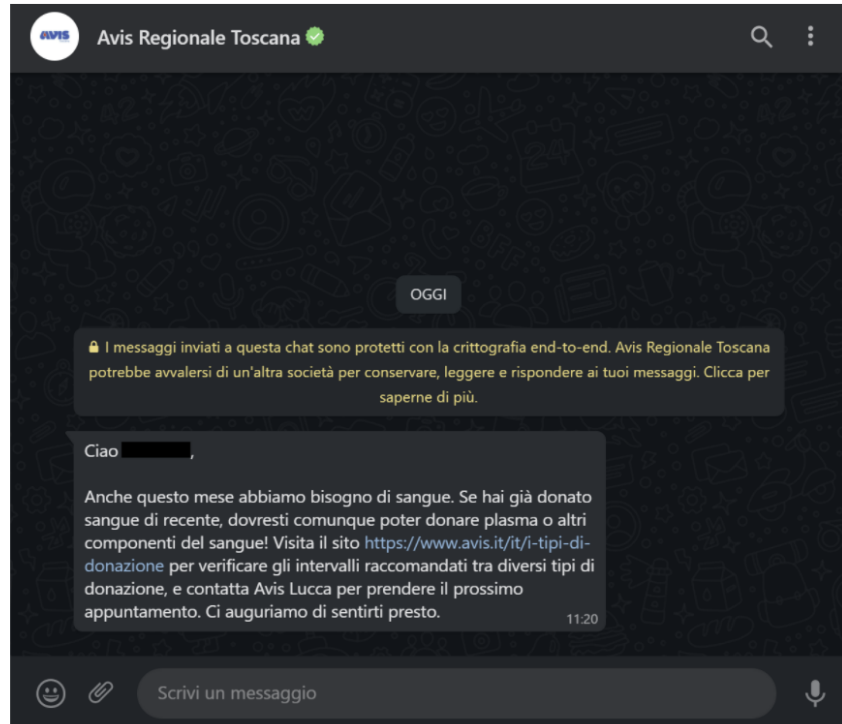 AVIS
Avis Regionale Toscana
OGGI
I messaggi inviati a questa chat sono protetti con la crittografia end-to-end. Avis Regionale Toscana
potrebbe avvalersi di un'altra società per conservare, leggere e rispondere ai tuoi messaggi. Clicca per
saperne di più.
Ciao ,
Anche questo mese abbiamo bisogno di sangue. Se hai già donato
sangue di recente, dovresti comunque poter donare plasma o altri
componenti del sangue! Visita il sito https://www.avis.it/it/i-tipi-di-
donazione per verificare gli intervalli raccomandati tra diversi tipi di
donazione, e contatta Avis Lucca per prendere il prossimo
appuntamento. Ci auguriamo di sentirti presto.
11:20
Scrivi un messaggio